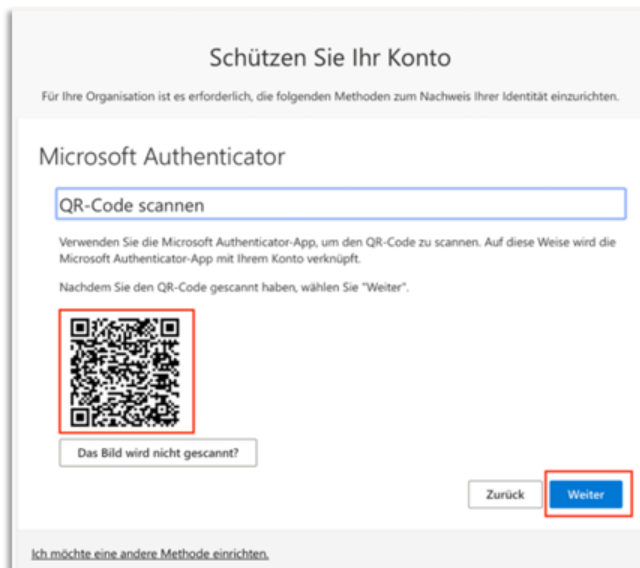 Schützen Sie Ihr Konto
Für Ihre Organisation ist es erforderlich, die folgenden Methoden zum Nachweis Ihrer Identität einzurichten.
Microsoft Authenticator
QR-Code scannen
Verwenden Sie die Microsoft Authenticator-App, um den QR-Code zu scannen. Auf diese Weise wird die
Microsoft Authenticator-App mit Ihrem Konto verknüpft.
Nachdem Sie den QR-Code gescannt haben, wählen Sie "Weiter".
Das Bild wird nicht gescannt?
Zurück
Weiter
Ich möchte eine andere Methode einrichten.